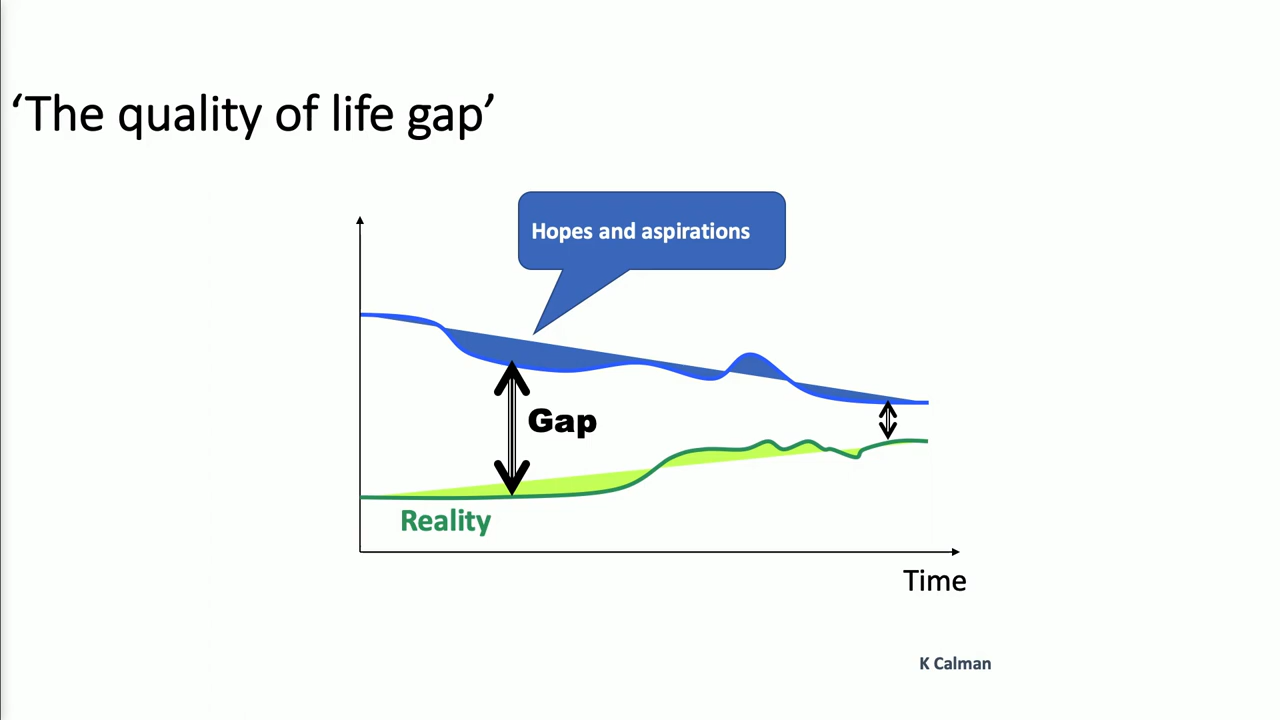 ‘The quality of life gap’
Hopes and aspirations
Gap
Reality
Time
K Calman